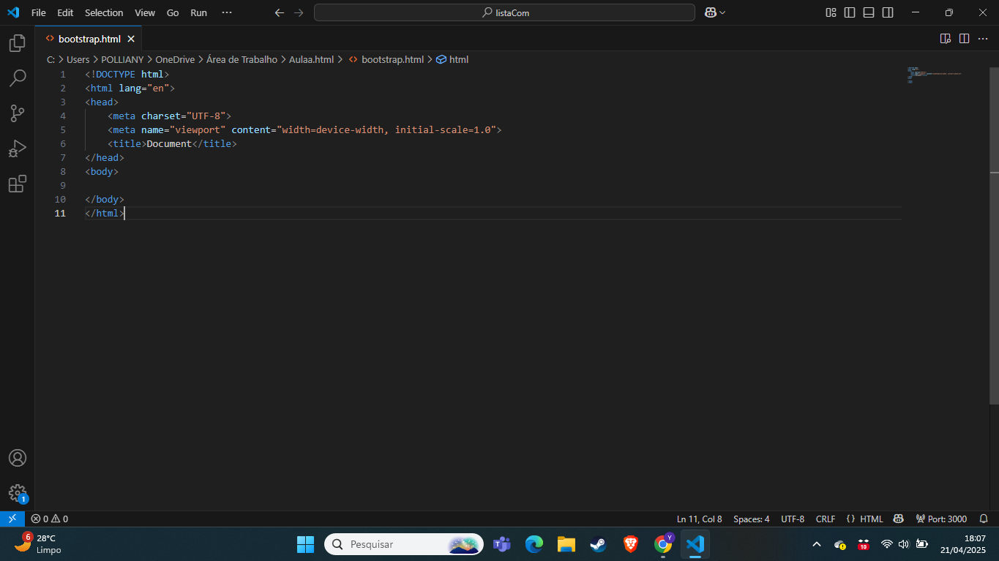 File Edit Selection View Go Run ··· listaCom
bootstrap.html
C: > Users > POLLIANY > OneDrive > Área de Trabalho > Aulaa.html > bootstrap.html > html
1 <!DOCTYPE html>
2 <html lang="en">
3 <head>
4 <meta charset="UTF-8">
5 <meta name="viewport" content="width=device-width, initial-scale=1.0">
6 <title>Document</title>
7 </head>
8 <body>
9
10 </body>
11 </html>
1
0 0 Ln 11, Col 8 Spaces: 4 UTF-8 CRLF {} HTML Port: 3000
6 28°C
Limpo
Pesquisar
Y
10
18:07
21/04/2025